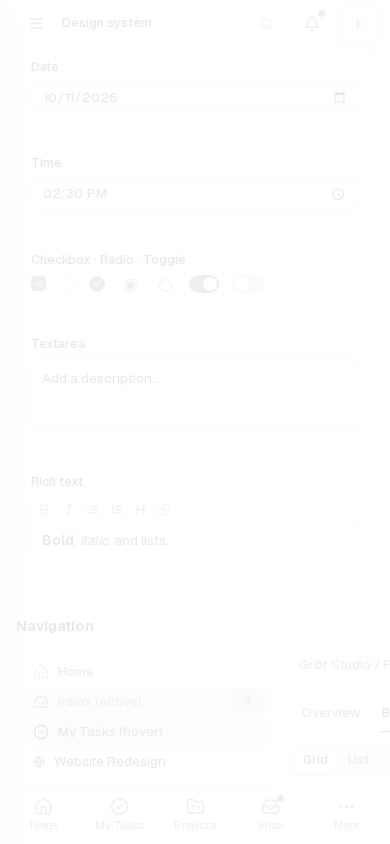 Design system
Date
10/11/2026
Time
02:30 PM
Checkbox · Radio · Toggle
Textarea
Add a description...
Rich text
B I H
Bold, italic, and lists.
Navigation
Home
Inbox (active) 3
My Tasks (hover)
Website Redesign
Gr8r Studio / P
Overview B
Grid List
Home My Tasks Projects Inbox More